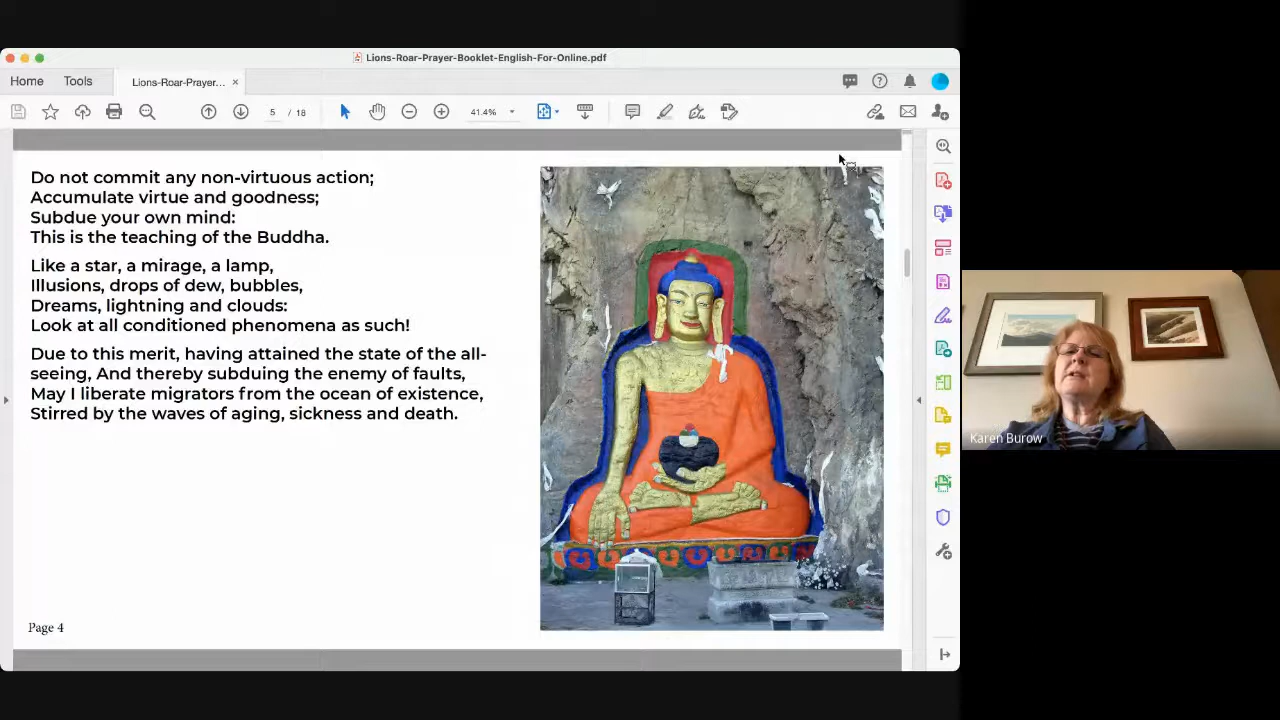 Lions-Roar-Prayer-Booklet-English-For-Online.pdf
Home
Tools
Lions-Roar-Prayer...
5
/ 18
41.4%
Do not commit any non-virtuous action;
Accumulate virtue and goodness;
Subdue your own mind:
This is the teaching of the Buddha.
Like a star, a mirage, a lamp,
Illusions, drops of dew, bubbles,
Dreams, lightning and clouds:
Look at all conditioned phenomena as such!
Due to this merit, having attained the state of the all-
seeing, And thereby subduing the enemy of faults,
May I liberate migrators from the ocean of existence,
Stirred by the waves of aging, sickness and death.
Page 4
Karen Burow